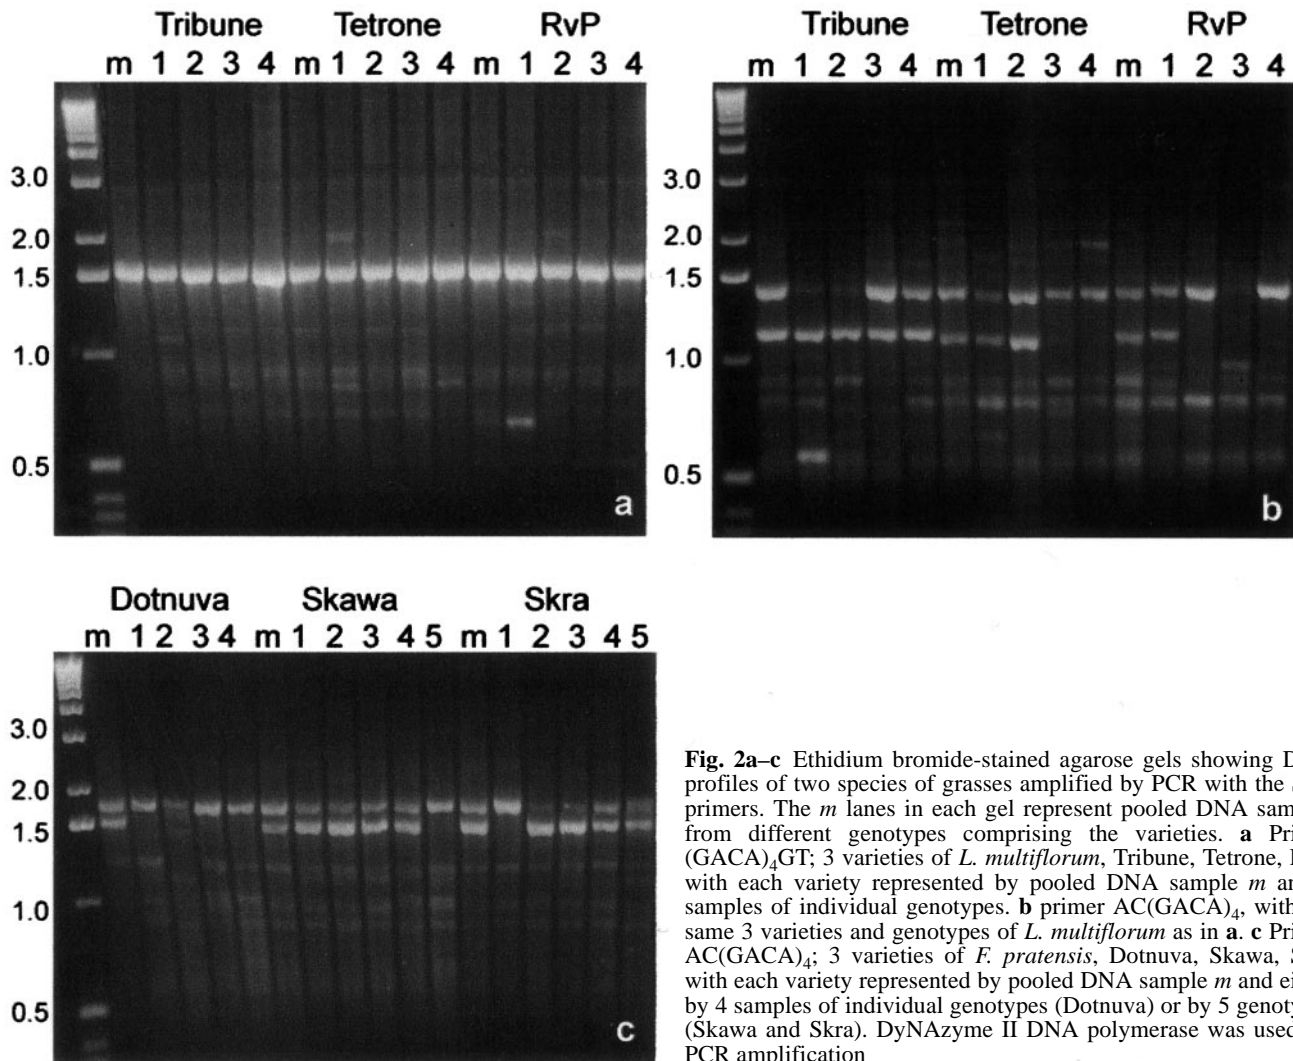 Tribune Tetrone RvP
m 1 2 3 4 m 1 2 3 4 m 1 2 3 4
3.0
2.0
1.5
1.0
0.5
a
Tribune Tetrone RvP
m 1 2 3 4 m 1 2 3 4 m 1 2 3 4
3.0
2.0
1.5
1.0
0.5
b
Dotnuva Skawa Skra
m 1 2 3 4 m 1 2 3 4 5 m 1 2 3 4 5
3.0
2.0
1.5
1.0
0.5
c
Fig. 2a–c Ethidium bromide-stained agarose gels showing D
profiles of two species of grasses amplified by PCR with the
primers. The m lanes in each gel represent pooled DNA sam
from different genotypes comprising the varieties. a Pri
(GACA)4GT; 3 varieties of L. multiflorum, Tribune, Tetrone,
with each variety represented by pooled DNA sample m an
samples of individual genotypes. b primer AC(GACA)4, with
same 3 varieties and genotypes of L. multiflorum as in a. c Pri
AC(GACA)4; 3 varieties of F. pratensis, Dotnuva, Skawa,
with each variety represented by pooled DNA sample m and ei
by 4 samples of individual genotypes (Dotnuva) or by 5 genoty
(Skawa and Skra). DyNAzyme II DNA polymerase was used
PCR amplification